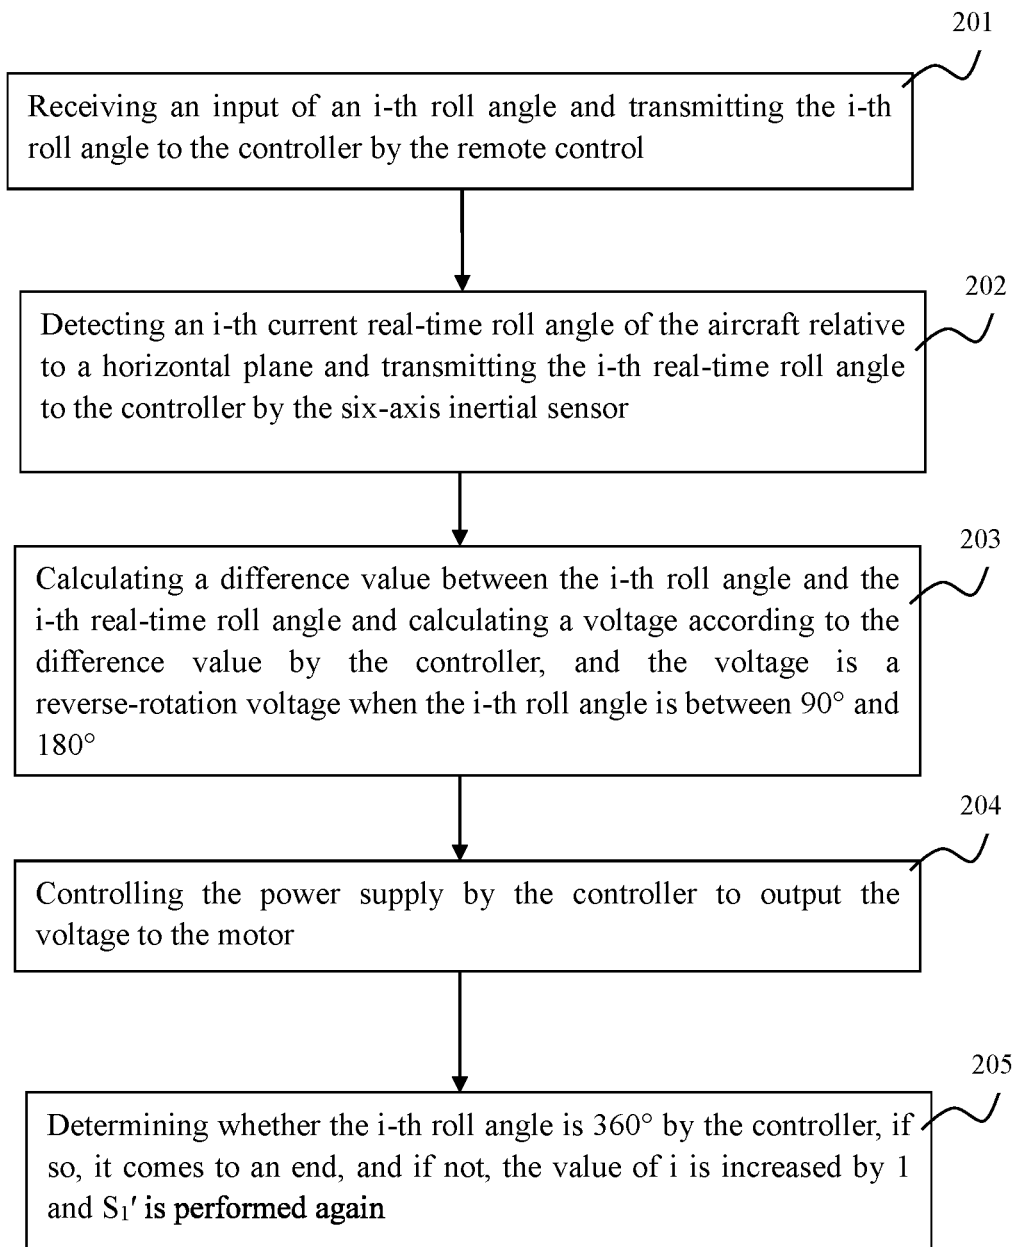 201
Receiving an input of an i-th roll angle and transmitting the i-th
roll angle to the controller by the remote control
202
Detecting an i-th current real-time roll angle of the aircraft relative
to a horizontal plane and transmitting the i-th real-time roll angle
to the controller by the six-axis inertial sensor
203
Calculating a difference value between the i-th roll angle and the
i-th real-time roll angle and calculating a voltage according to the
difference value by the controller, and the voltage is a
reverse-rotation voltage when the i-th roll angle is between 90° and
180°
204
Controlling the power supply by the controller to output the
voltage to the motor
205
Determining whether the i-th roll angle is 360° by the controller, if
so, it comes to an end, and if not, the value of i is increased by 1
and S₁′ is performed again